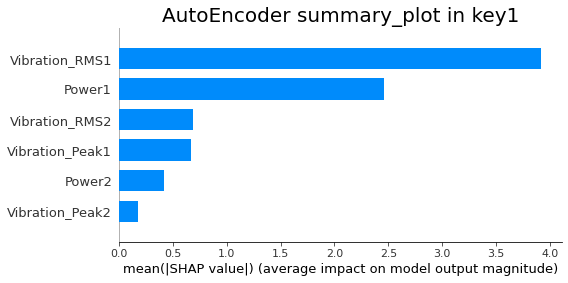 AutoEncoder summary_plot in key1
Vibration_RMS1
Power1
Vibration_RMS2
Vibration_Peak1
Power2
Vibration_Peak2
0.0 0.5 1.0 1.5 2.0 2.5 3.0 3.5 4.0
mean(|SHAP value|) (average impact on model output magnitude)